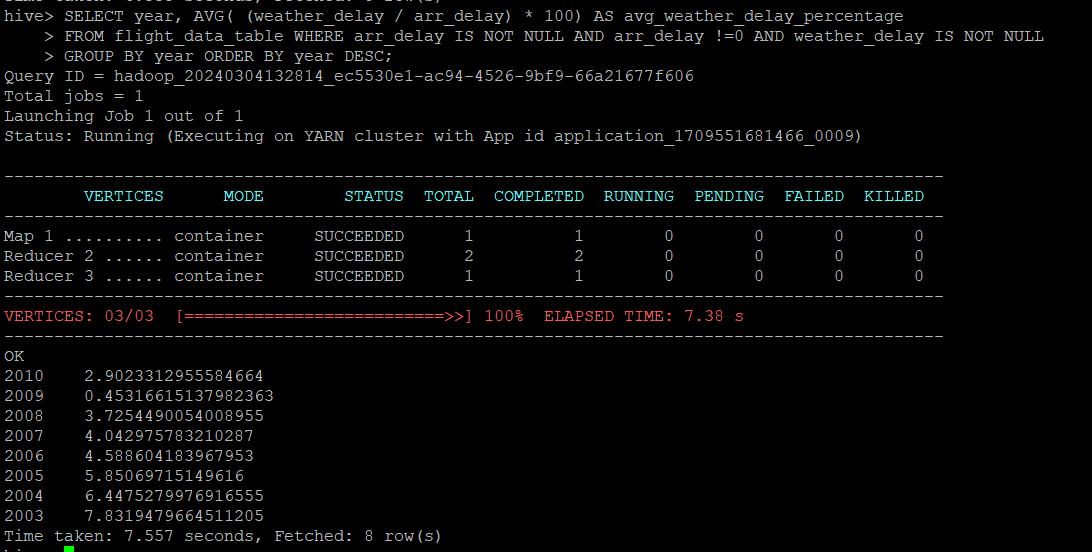 hive> SELECT year, AVG( (weather_delay / arr_delay) * 100) AS avg_weather_delay_percentage
    > FROM flight_data_table WHERE arr_delay IS NOT NULL AND arr_delay !=0 AND weather_delay IS NOT NULL
    > GROUP BY year ORDER BY year DESC;
Query ID = hadoop_20240304132814_ec5530e1-ac94-4526-9bf9-66a21677f606
Total jobs = 1
Launching Job 1 out of 1
Status: Running (Executing on YARN cluster with App id application_1709551681466_0009)
----------------------------------------------------------------------------------------------
        VERTICES      MODE        STATUS  TOTAL  COMPLETED  RUNNING  PENDING  FAILED  KILLED
----------------------------------------------------------------------------------------------
Map 1 .......... container     SUCCEEDED      1          1        0        0       0       0
Reducer 2 ...... container     SUCCEEDED      2          2        0        0       0       0
Reducer 3 ...... container     SUCCEEDED      1          1        0        0       0       0
----------------------------------------------------------------------------------------------
VERTICES: 03/03  [==========================>>] 100%  ELAPSED TIME: 7.38 s
----------------------------------------------------------------------------------------------
OK
2010    2.9023312955584664
2009    0.45316615137982363
2008    3.7254490054008955
2007    4.042975783210287
2006    4.588604183967953
2005    5.85069715149616
2004    6.4475279976916555
2003    7.8319479664511205
Time taken: 7.557 seconds, Fetched: 8 row(s)